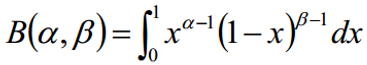 B(α, β) = ∫₀¹ x^{α−1}(1−x)^{β−1} dx